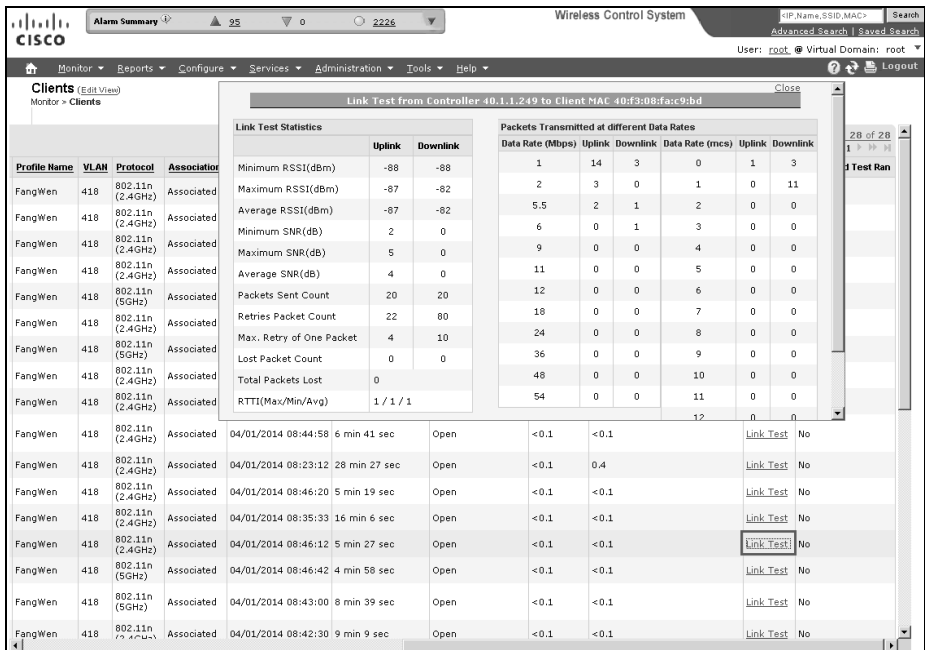 CISCO
Alarm Summary 95 0 2226
Wireless Control System
<IP,Name,SSID,MAC> Search
Advanced Search | Saved Search
User: root @ Virtual Domain: root
Monitor Reports Configure Services Administration Tools Help Logout
Clients (Edit View)
Monitor > Clients
Close
Link Test from Controller 40.1.1.249 to Client MAC 40:f3:08:fa:c9:bd
Link Test Statistics
Uplink Downlink
Minimum RSSI(dBm) -88 -88
Maximum RSSI(dBm) -87 -82
Average RSSI(dBm) -87 -82
Minimum SNR(dB) 2 0
Maximum SNR(dB) 5 0
Average SNR(dB) 4 0
Packets Sent Count 20 20
Retries Packet Count 22 80
Max. Retry of One Packet 4 10
Lost Packet Count 0 0
Total Packets Lost 0
RTTI(Max/Min/Avg) 1 / 1 / 1
Packets Transmitted at different Data Rates
Data Rate (Mbps) Uplink Downlink Data Rate (mcs) Uplink Downlink
1 14 3 0 1 3
2 3 0 1 0 11
5.5 2 1 2 0 0
6 0 1 3 0 0
9 0 0 4 0 0
11 0 0 5 0 0
12 0 0 6 0 0
18 0 0 7 0 0
24 0 0 8 0 0
36 0 0 9 0 0
48 0 0 10 0 0
54 0 0 11 0 0
12 0 0
28 of 28
1
Profile Name VLAN Protocol Association d Test Ran
FangWen 418 802.11n (2.4GHz) Associated
FangWen 418 802.11n (2.4GHz) Associated
FangWen 418 802.11n (2.4GHz) Associated
FangWen 418 802.11n (2.4GHz) Associated
FangWen 418 802.11n (5GHz) Associated
FangWen 418 802.11n (2.4GHz) Associated
FangWen 418 802.11n (5GHz) Associated
FangWen 418 802.11n (2.4GHz) Associated
FangWen 418 802.11n (2.4GHz) Associated
FangWen 418 802.11n (2.4GHz) Associated 04/01/2014 08:44:58 6 min 41 sec Open <0.1 <0.1 Link Test No
FangWen 418 802.11n (2.4GHz) Associated 04/01/2014 08:23:12 28 min 27 sec Open <0.1 0.4 Link Test No
FangWen 418 802.11n (2.4GHz) Associated 04/01/2014 08:46:20 5 min 19 sec Open <0.1 <0.1 Link Test No
FangWen 418 802.11n (2.4GHz) Associated 04/01/2014 08:35:33 16 min 6 sec Open <0.1 <0.1 Link Test No
FangWen 418 802.11n (2.4GHz) Associated 04/01/2014 08:46:12 5 min 27 sec Open <0.1 <0.1 Link Test No
FangWen 418 802.11n (5GHz) Associated 04/01/2014 08:46:42 4 min 58 sec Open <0.1 <0.1 Link Test No
FangWen 418 802.11n (5GHz) Associated 04/01/2014 08:43:00 8 min 39 sec Open <0.1 <0.1 Link Test No
FangWen 418 802.11n (2.4GHz) Associated 04/01/2014 08:42:30 9 min 9 sec Open <0.1 <0.1 Link Test No